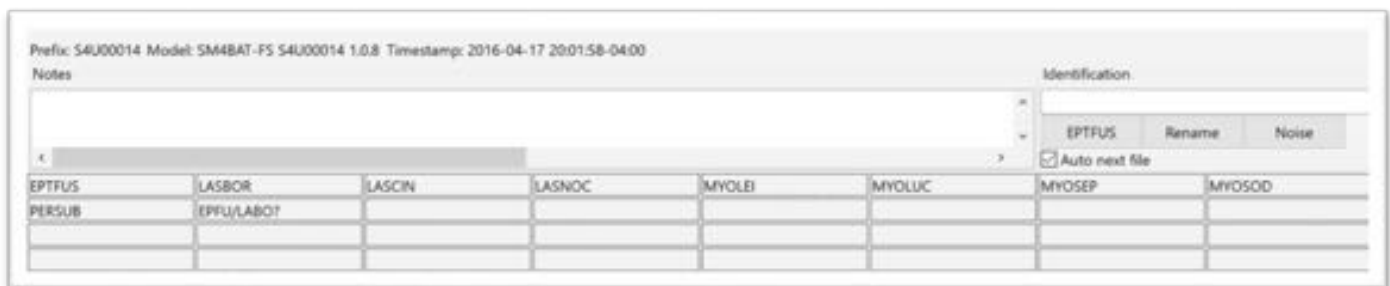 Prefix: S4U00014 Model: SM4BAT-FS S4U00014 1.0.8 Timestamp: 2016-04-17 20:01:58-04:00
Notes
Identification
EPTFUS Rename Noise
Auto next file
EPTFUS LASBOR LASCIN LASNOC MYOLEI MYOLUC MYOSEP MYOSOD
PERSUB EPFU/LABO?